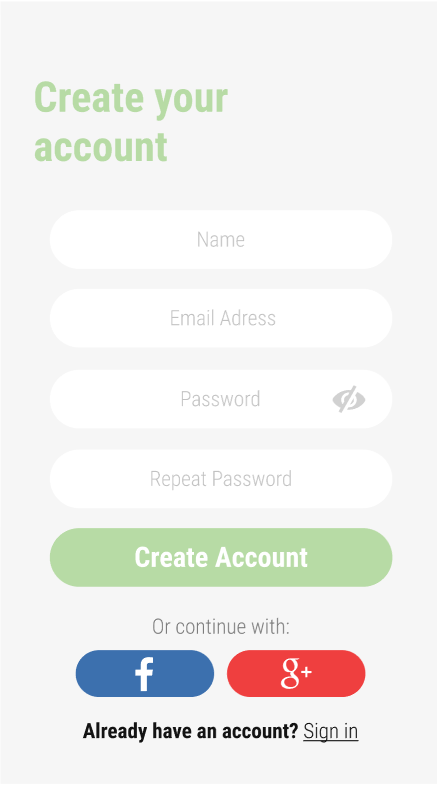 Create your
account
Name
Email Adress
Password
Repeat Password
Create Account
Or continue with:
f
g+
Already have an account? Sign in